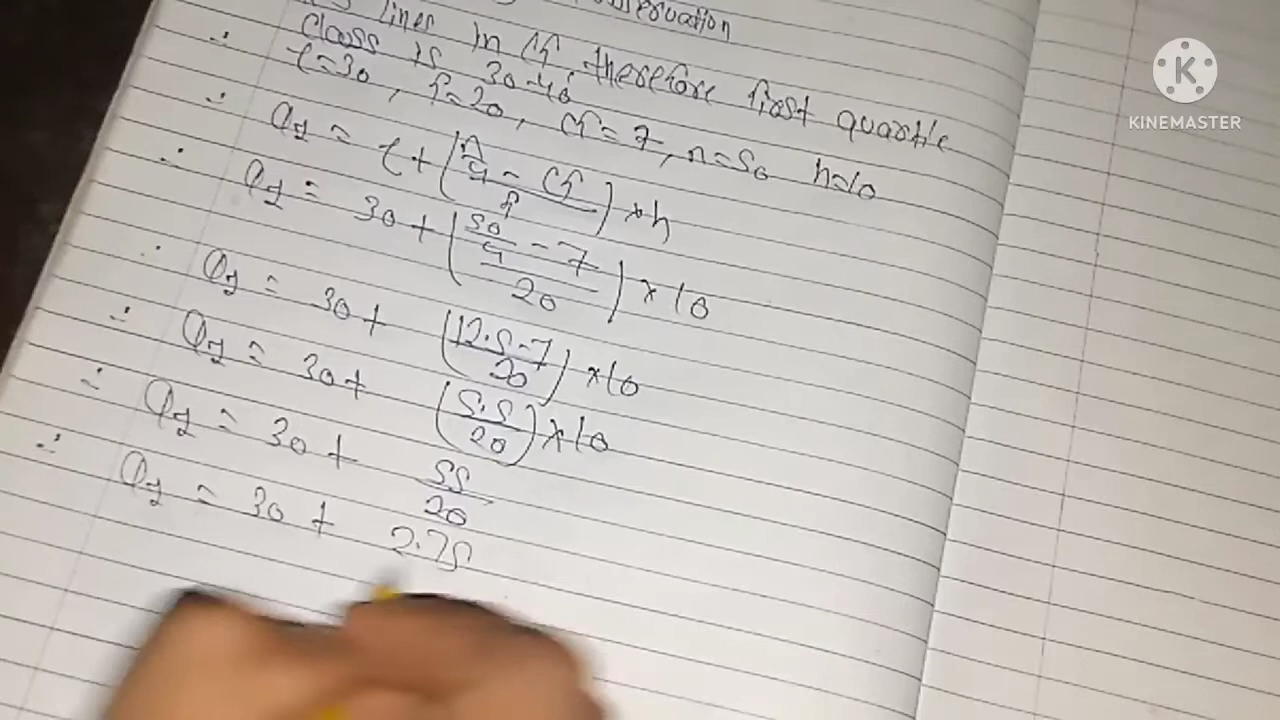 observation
lines in Cf, therefore first quartile
class is 30-40
∴ l=30, f=20, Cf=7, n=50 h=10
∴ Q1 = l + (n/4 - Cf / f) × h
∴ Q1 = 30 + (50/4 - 7 / 20) × 10
∴ Q1 = 30 + (12.5-7 / 20) × 10
∴ Q1 = 30 + (5.5 / 20) × 10
∴ Q1 = 30 + 55/20
∴ Q1 = 30 + 2.75
KINEMASTER